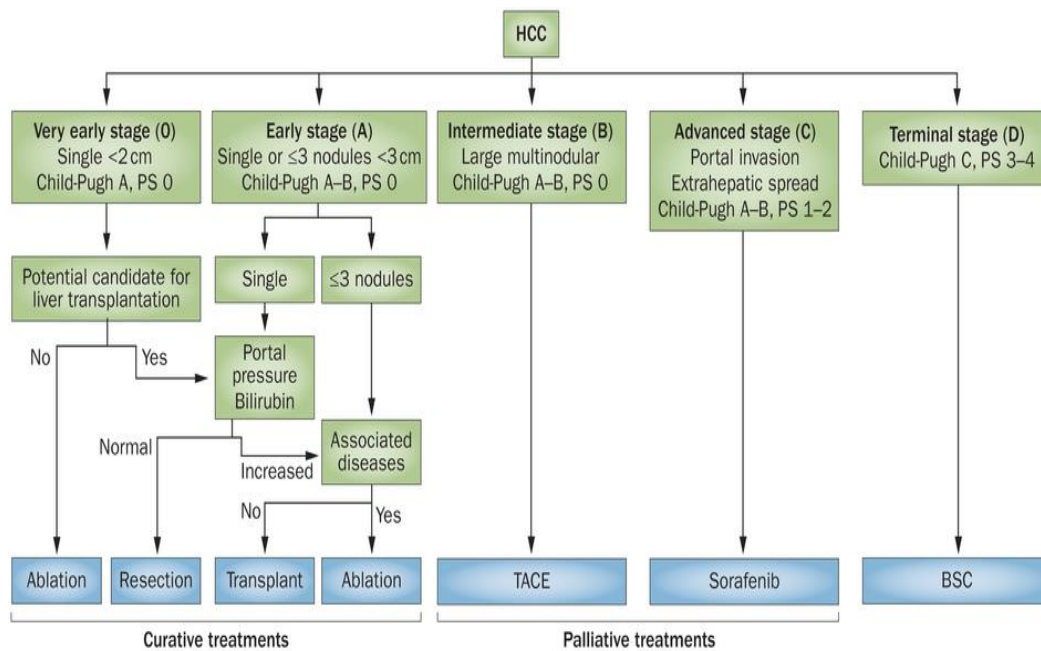 HCC
Very early stage (0)
Single <2 cm
Child-Pugh A, PS 0
Early stage (A)
Single or ≤3 nodules <3 cm
Child-Pugh A–B, PS 0
Intermediate stage (B)
Large multinodular
Child-Pugh A–B, PS 0
Advanced stage (C)
Portal invasion
Extrahepatic spread
Child-Pugh A–B, PS 1–2
Terminal stage (D)
Child-Pugh C, PS 3–4
Potential candidate for
liver transplantation
Single
≤3 nodules
No
Yes
Portal
pressure
Bilirubin
Normal
Increased
Associated
diseases
No
Yes
Ablation
Resection
Transplant
Ablation
TACE
Sorafenib
BSC
Curative treatments
Palliative treatments